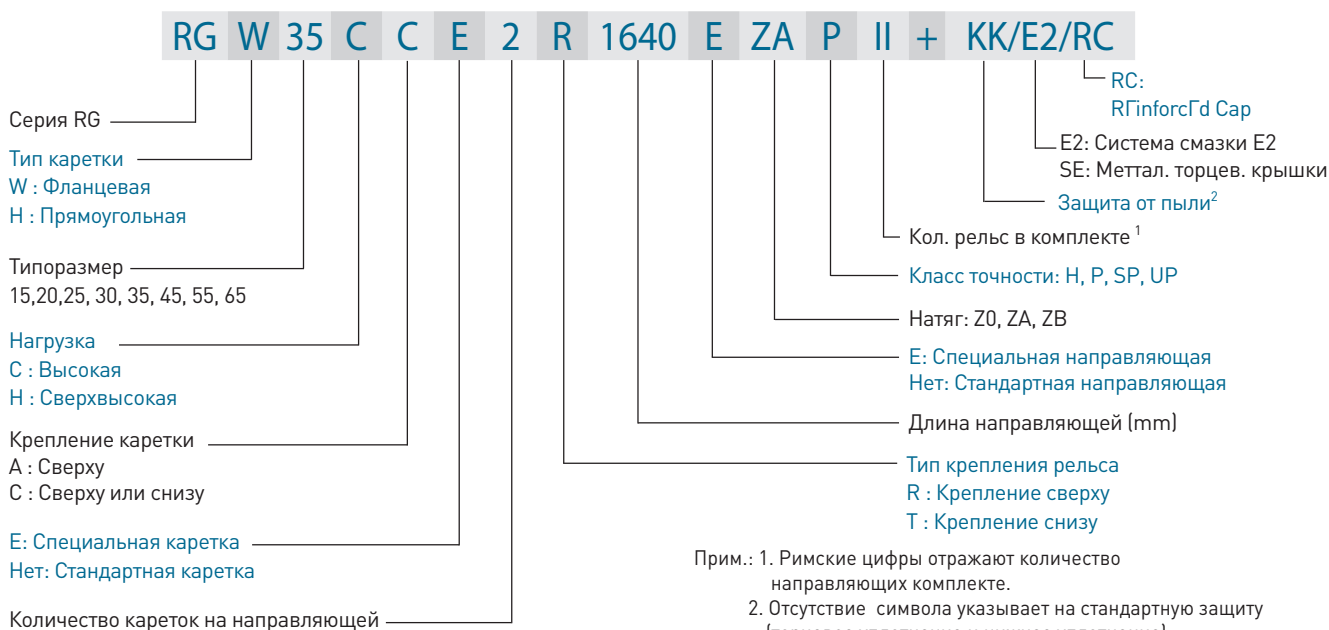 RG W 35 C C E 2 R 1640 E ZA P II + KK/E2/RC
Серия RG
Тип каретки
W : Фланцевая
H : Прямоугольная
Типоразмер
15,20,25, 30, 35, 45, 55, 65
Нагрузка
C : Высокая
H : Сверхвысокая
Крепление каретки
A : Сверху
C : Сверху или снизу
E: Специальная каретка
Нет: Стандартная каретка
Количество кареток на направляющей
RC:
RГinforcГd Cap
E2: Система смазки E2
SE: Меттал. торцев. крышки
Защита от пыли²
Кол. рельс в комплекте ¹
Класс точности: H, P, SP, UP
Натяг: Z0, ZA, ZB
E: Специальная направляющая
Нет: Стандартная направляющая
Длина направляющей (mm)
Тип крепления рельса
R : Крепление сверху
T : Крепление снизу
Прим.: 1. Римские цифры отражают количество
направляющих комплекте.
2. Отсутствие символа указывает на стандартную защиту